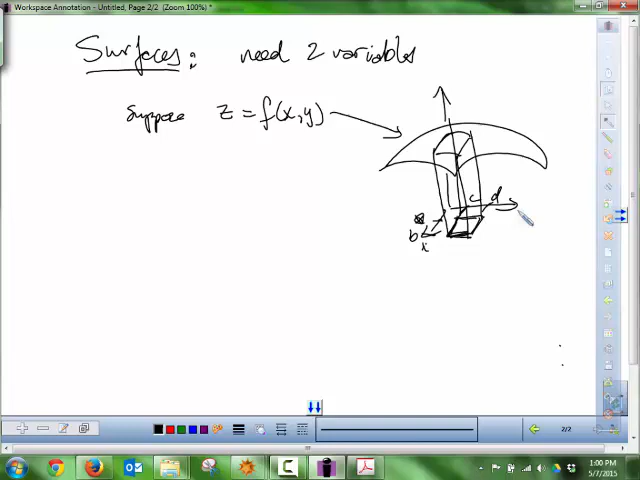 Workspace Annotation - Untitled, Page 2/2 (Zoom 100%) *
Surfaces: need 2 variables
Suppose z = f(x,y)
c d
b
x
2/2
1:00 PM
5/7/2015